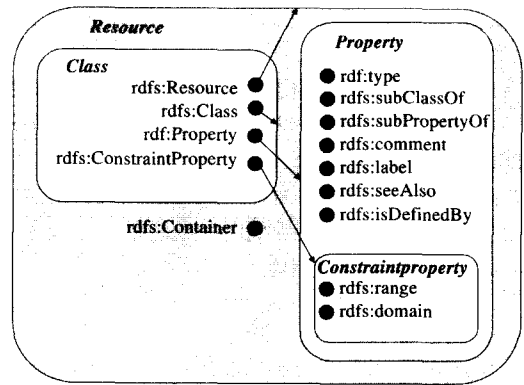 Resource
Class
rdfs:Resource
rdfs:Class
rdf:Property
rdfs:ConstraintProperty
rdfs:Container
Property
rdf:type
rdfs:subClassOf
rdfs:subPropertyOf
rdfs:comment
rdfs:label
rdfs:seeAlso
rdfs:isDefinedBy
Constraintproperty
rdfs:range
rdfs:domain